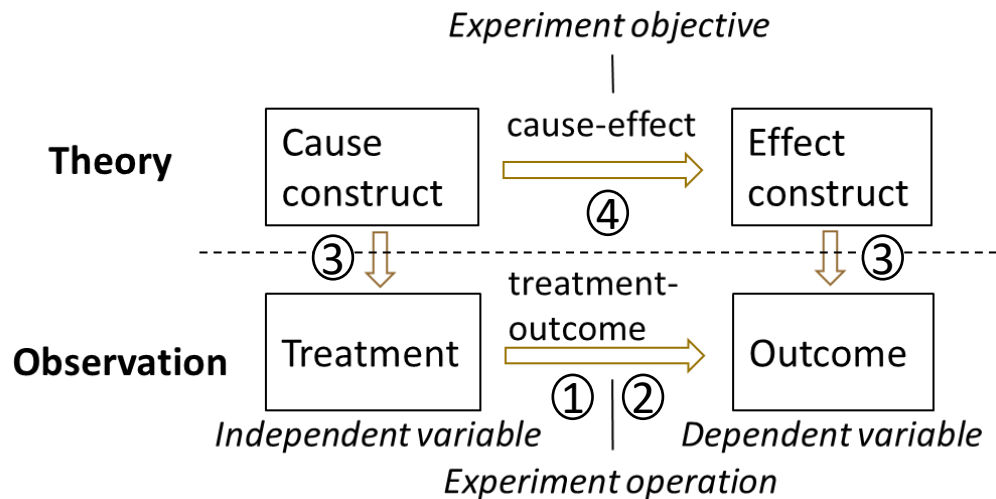 Experiment objective
Theory
Cause
construct
cause-effect
④
Effect
construct
③
③
Observation
Treatment
treatment-
outcome
①
②
Outcome
Independent variable
Dependent variable
Experiment operation